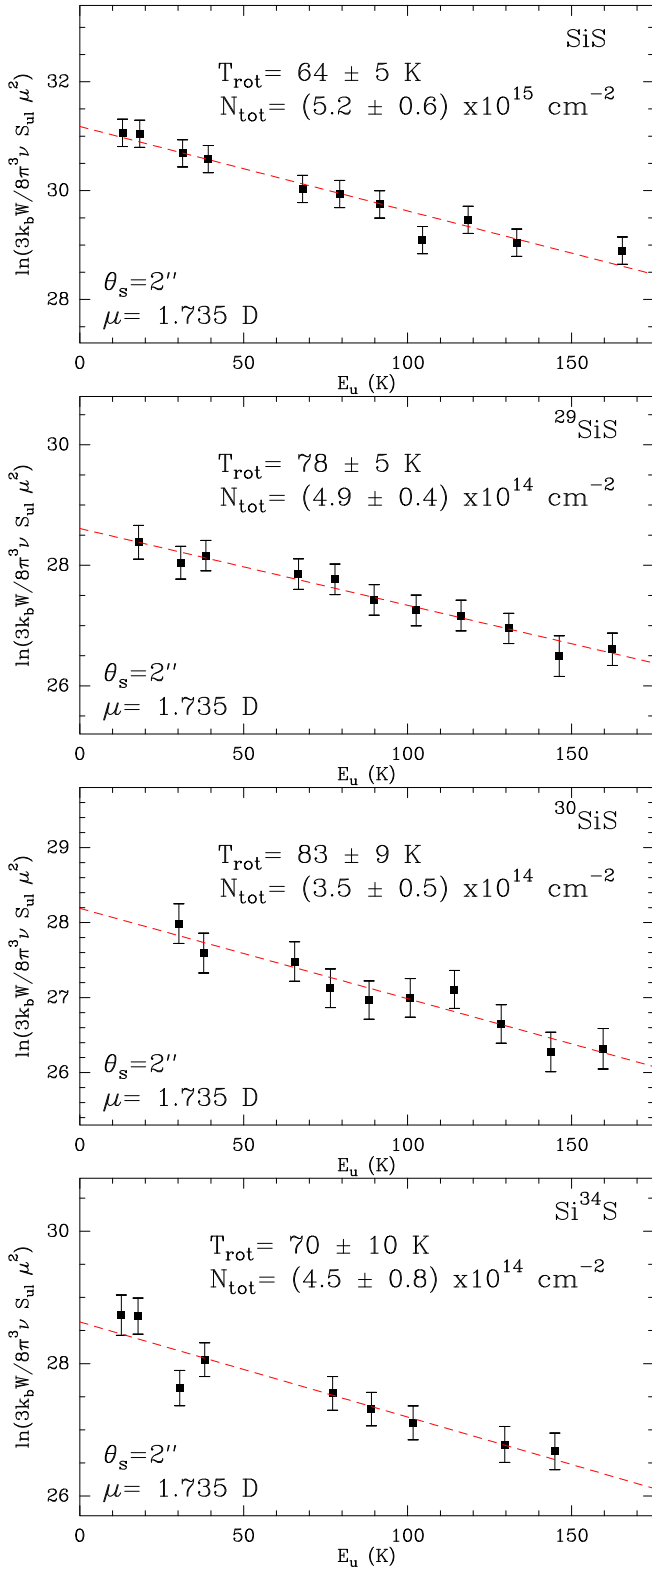 SiS
T_rot= 64 ± 5 K
N_tot= (5.2 ± 0.6) x10^15 cm^−2
32
30
28
ln(3k_bW/8π^3ν S_ul μ^2)
θ_s=2''
μ= 1.735 D
0 50 100 150
E_u (K)
^29SiS
T_rot= 78 ± 5 K
N_tot= (4.9 ± 0.4) x10^14 cm^−2
30
28
26
ln(3k_bW/8π^3ν S_ul μ^2)
θ_s=2''
μ= 1.735 D
0 50 100 150
E_u (K)
^30SiS
T_rot= 83 ± 9 K
N_tot= (3.5 ± 0.5) x10^14 cm^−2
29
28
27
26
ln(3k_bW/8π^3ν S_ul μ^2)
θ_s=2''
μ= 1.735 D
0 50 100 150
E_u (K)
Si^34S
T_rot= 70 ± 10 K
N_tot= (4.5 ± 0.8) x10^14 cm^−2
30
28
26
ln(3k_bW/8π^3ν S_ul μ^2)
θ_s=2''
μ= 1.735 D
0 50 100 150
E_u (K)